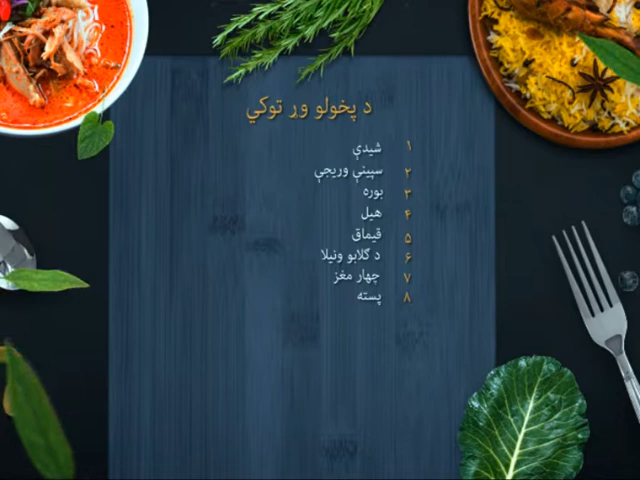 د پخولو وړ توکي
۱ شيدې
۲ سپينې وريجې
۳ بوره
۴ هيل
۵ قيماق
۶ د ګلابو ونيلا
۷ چهار مغز
۸ پسته